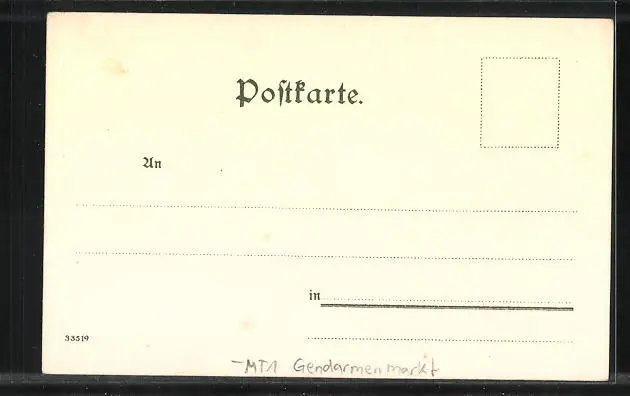 Postkarte.
An
in
33519
-MT1 Gendarmenmarkt